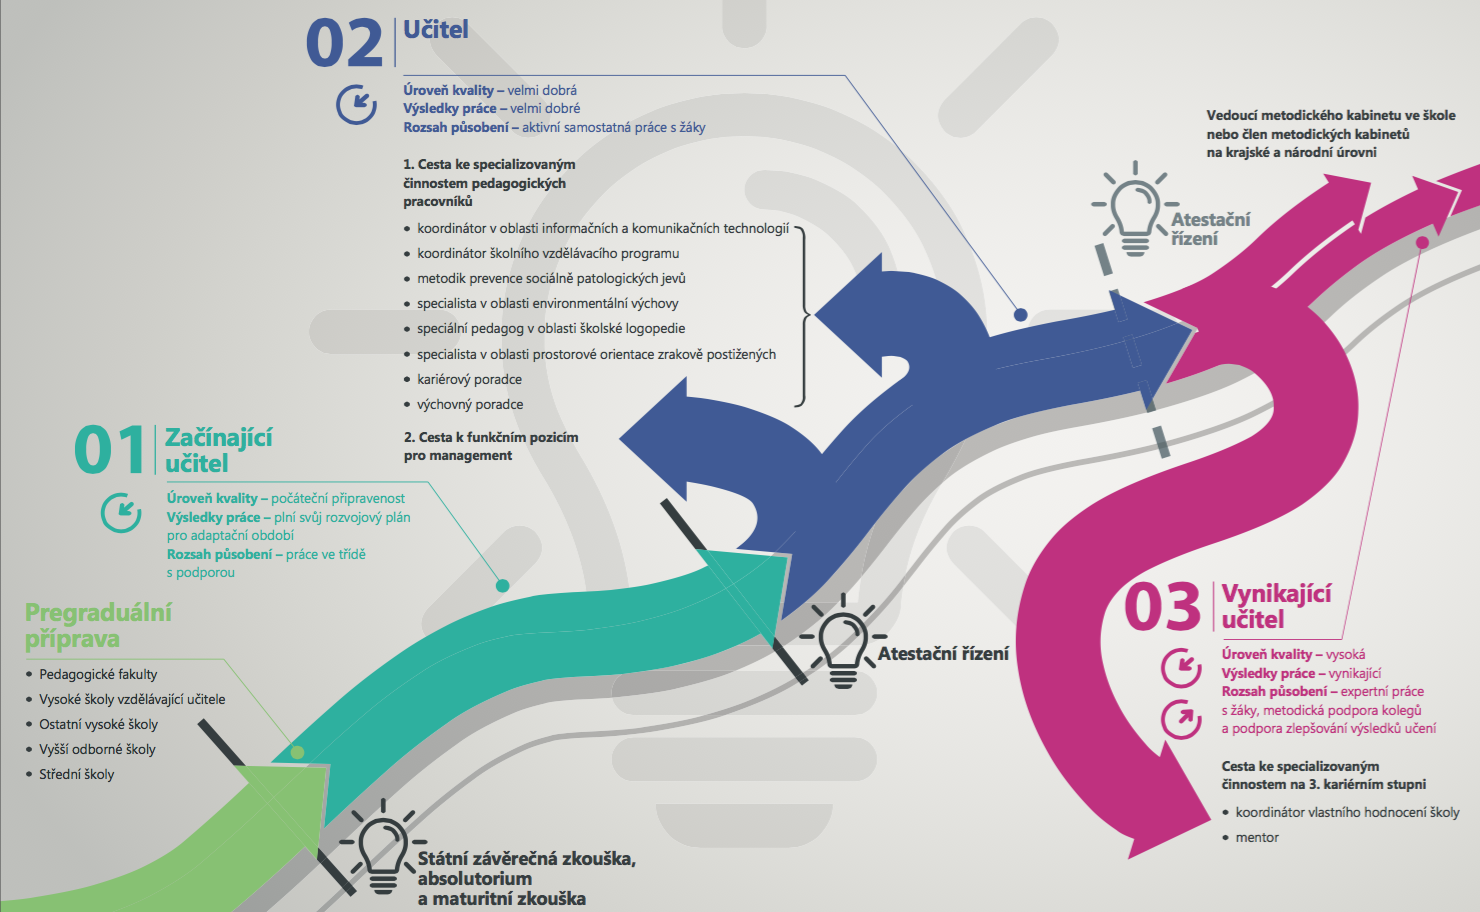 02
Učitel
Úroveň kvality – velmi dobrá
Výsledky práce – velmi dobré
Rozsah působení – aktivní samostatná práce s žáky
1. Cesta ke specializovaným
činnostem pedagogických
pracovníků
• koordinátor v oblasti informačních a komunikačních technologií
• koordinátor školního vzdělávacího programu
• metodik prevence sociálně patologických jevů
• specialista v oblasti environmentální výchovy
• speciální pedagog v oblasti školské logopedie
• specialista v oblasti prostorové orientace zrakově postižených
• kariérový poradce
• výchovný poradce
2. Cesta k funkčním pozicím
pro management
Vedoucí metodického kabinetu ve škole
nebo člen metodických kabinetů
na krajské a národní úrovni
Atestační
řízení
01
Začínající
učitel
Úroveň kvality – počáteční připravenost
Výsledky práce – plní svůj rozvojový plán
pro adaptační období
Rozsah působení – práce ve třídě
s podporou
Pregraduální
příprava
• Pedagogické fakulty
• Vysoké školy vzdělávající učitele
• Ostatní vysoké školy
• Vyšší odborné školy
• Střední školy
Atestační řízení
Státní závěrečná zkouška,
absolutorium
a maturitní zkouška
03
Vynikající
učitel
Úroveň kvality – vysoká
Výsledky práce – vynikající
Rozsah působení – expertní práce
s žáky, metodická podpora kolegů
a podpora zlepšování výsledků učení
Cesta ke specializovaným
činnostem na 3. kariérním stupni
• koordinátor vlastního hodnocení školy
• mentor